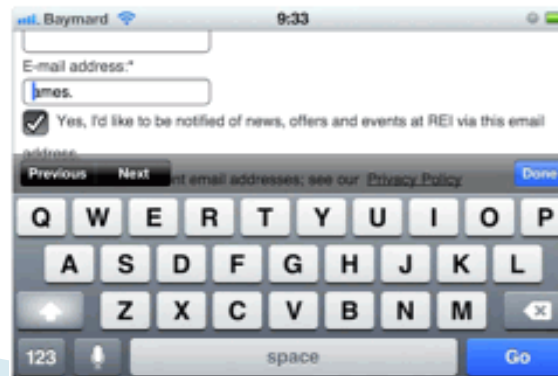 Baymard 9:33
E-mail address:*
ames.
Yes, I'd like to be notified of news, offers and events at REI via this email
address.
Previous Next nt email addresses; see our Privacy Policy Done
Q W E R T Y U I O P
A S D F G H J K L
Z X C V B N M
123 space Go